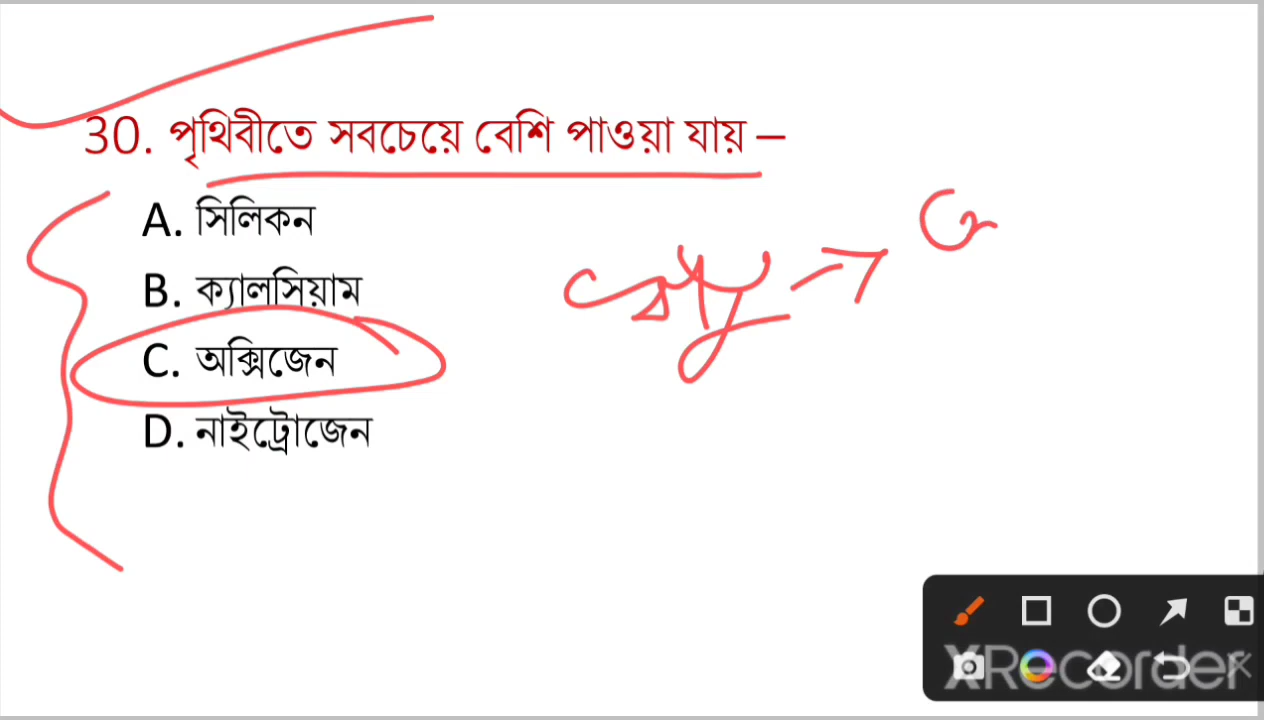 30. পৃথিবীতে সবচেয়ে বেশি পাওয়া যায় –
A. সিলিকন
B. ক্যালসিয়াম
C. অক্সিজেন
D. নাইট্রোজেন
XRecorder